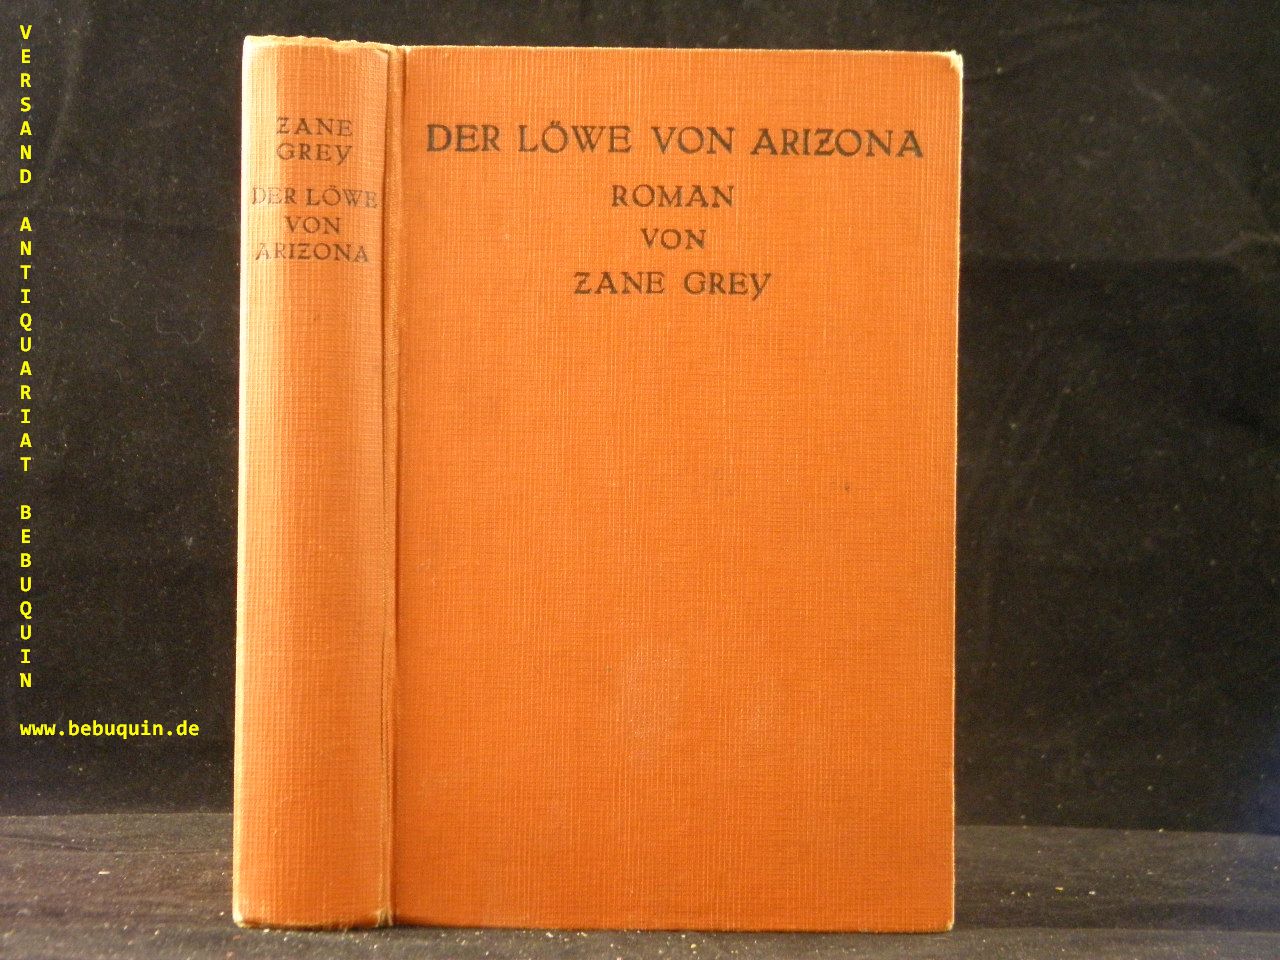 VERSAND ANTIQUARIAT BEBUQUIN
www.bebuquin.de
ZANE
GREY
DER LÖWE
VON
ARIZONA
DER LÖWE VON ARIZONA
ROMAN
VON
ZANE GREY